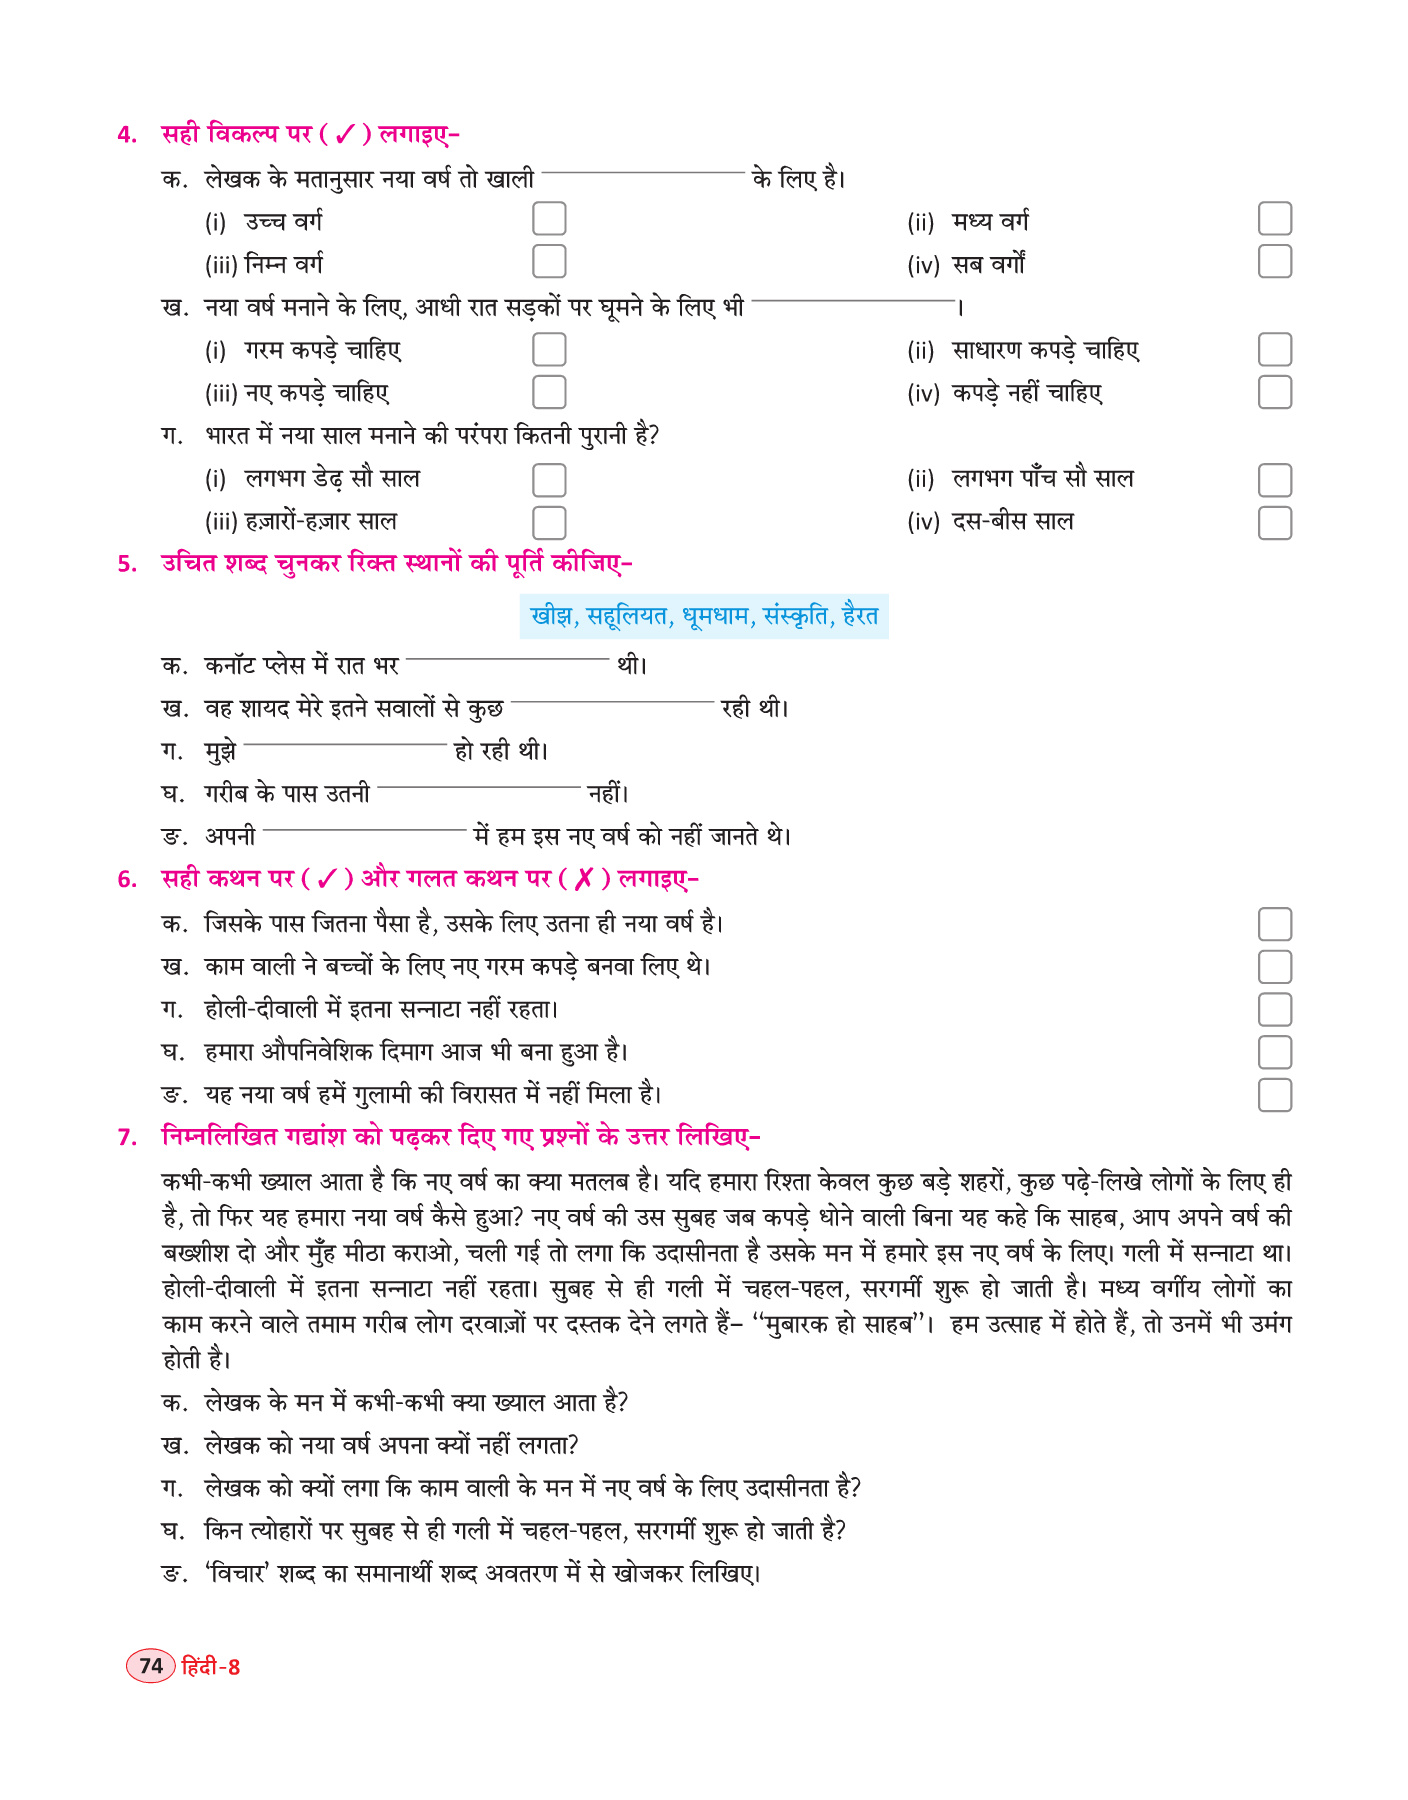 4. सही विकल्प पर ( ✓ ) लगाइए–
क. लेखक के मतानुसार नया वर्ष तो खाली ____________ के लिए है।
(i) उच्च वर्ग (ii) मध्य वर्ग
(iii) निम्न वर्ग (iv) सब वर्गों
ख. नया वर्ष मनाने के लिए, आधी रात सड़कों पर घूमने के लिए भी ____________ ।
(i) गरम कपड़े चाहिए (ii) साधारण कपड़े चाहिए
(iii) नए कपड़े चाहिए (iv) कपड़े नहीं चाहिए
ग. भारत में नया साल मनाने की परंपरा कितनी पुरानी है?
(i) लगभग डेढ़ सौ साल (ii) लगभग पाँच सौ साल
(iii) हज़ारों-हज़ार साल (iv) दस-बीस साल
5. उचित शब्द चुनकर रिक्त स्थानों की पूर्ति कीजिए–
खीझ, सहूलियत, धूमधाम, संस्कृति, हैरत
क. कनॉट प्लेस में रात भर ____________ थी।
ख. वह शायद मेरे इतने सवालों से कुछ ____________ रही थी।
ग. मुझे ____________ हो रही थी।
घ. गरीब के पास उतनी ____________ नहीं।
ङ. अपनी ____________ में हम इस नए वर्ष को नहीं जानते थे।
6. सही कथन पर ( ✓ ) और गलत कथन पर ( ✗ ) लगाइए–
क. जिसके पास जितना पैसा है, उसके लिए उतना ही नया वर्ष है।
ख. काम वाली ने बच्चों के लिए नए गरम कपड़े बनवा लिए थे।
ग. होली-दीवाली में इतना सन्नाटा नहीं रहता।
घ. हमारा औपनिवेशिक दिमाग आज भी बना हुआ है।
ङ. यह नया वर्ष हमें गुलामी की विरासत में नहीं मिला है।
7. निम्नलिखित गद्यांश को पढ़कर दिए गए प्रश्नों के उत्तर लिखिए–
कभी-कभी ख्याल आता है कि नए वर्ष का क्या मतलब है। यदि हमारा रिश्ता केवल कुछ बड़े शहरों, कुछ पढ़े-लिखे लोगों के लिए ही
है, तो फिर यह हमारा नया वर्ष कैसे हुआ? नए वर्ष की उस सुबह जब कपड़े धोने वाली बिना यह कहे कि साहब, आप अपने वर्ष की
बख्शीश दो और मुँह मीठा कराओ, चली गई तो लगा कि उदासीनता है उसके मन में हमारे इस नए वर्ष के लिए। गली में सन्नाटा था।
होली-दीवाली में इतना सन्नाटा नहीं रहता। सुबह से ही गली में चहल-पहल, सरगर्मी शुरू हो जाती है। मध्य वर्गीय लोगों का
काम करने वाले तमाम गरीब लोग दरवाज़ों पर दस्तक देने लगते हैं– “मुबारक हो साहब”। हम उत्साह में होते हैं, तो उनमें भी उमंग
होती है।
क. लेखक के मन में कभी-कभी क्या ख्याल आता है?
ख. लेखक को नया वर्ष अपना क्यों नहीं लगता?
ग. लेखक को क्यों लगा कि काम वाली के मन में नए वर्ष के लिए उदासीनता है?
घ. किन त्योहारों पर सुबह से ही गली में चहल-पहल, सरगर्मी शुरू हो जाती है?
ङ. ‘विचार’ शब्द का समानार्थी शब्द अवतरण में से खोजकर लिखिए।
74 हिंदी-8